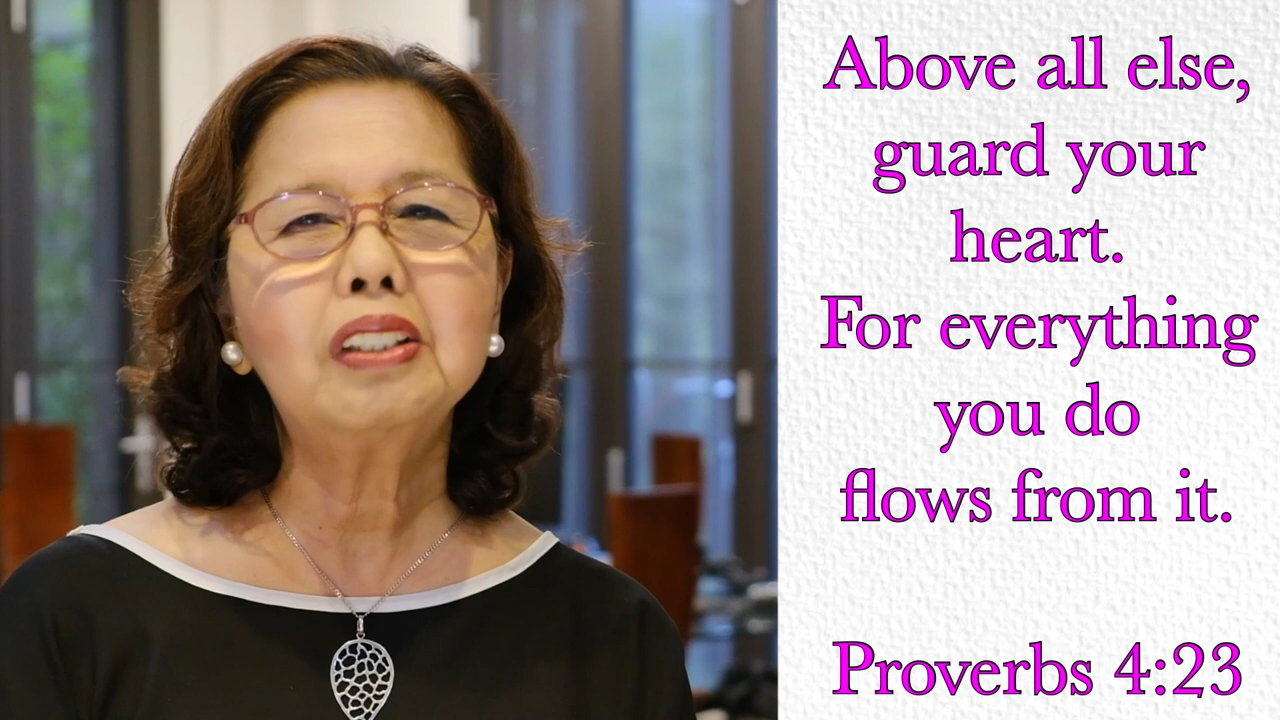 Above all else,
guard your
heart.
For everything
you do
flows from it.
Proverbs 4:23